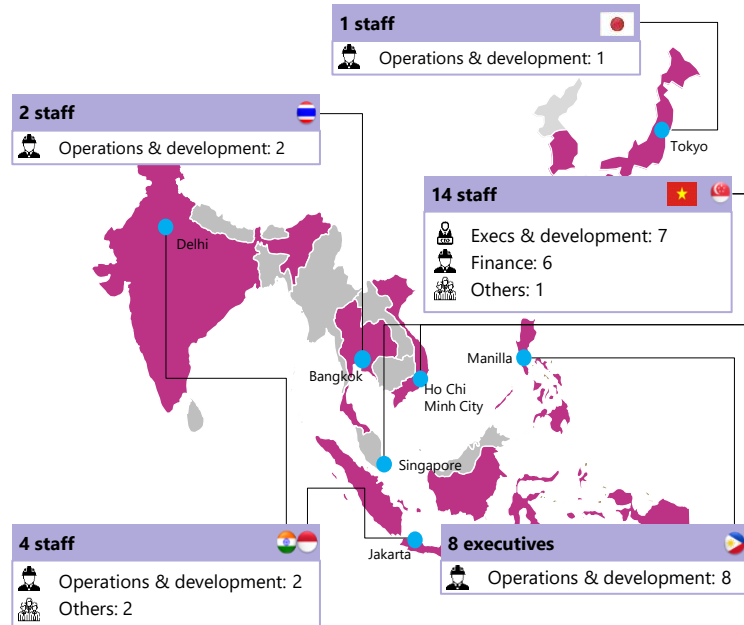 1 staff
Operations & development: 1
2 staff
Operations & development: 2
Tokyo
14 staff
Execs & development: 7
Finance: 6
Others: 1
Delhi
Bangkok
Manilla
Ho Chi
Minh City
Singapore
Jakarta
4 staff
Operations & development: 2
Others: 2
8 executives
Operations & development: 8